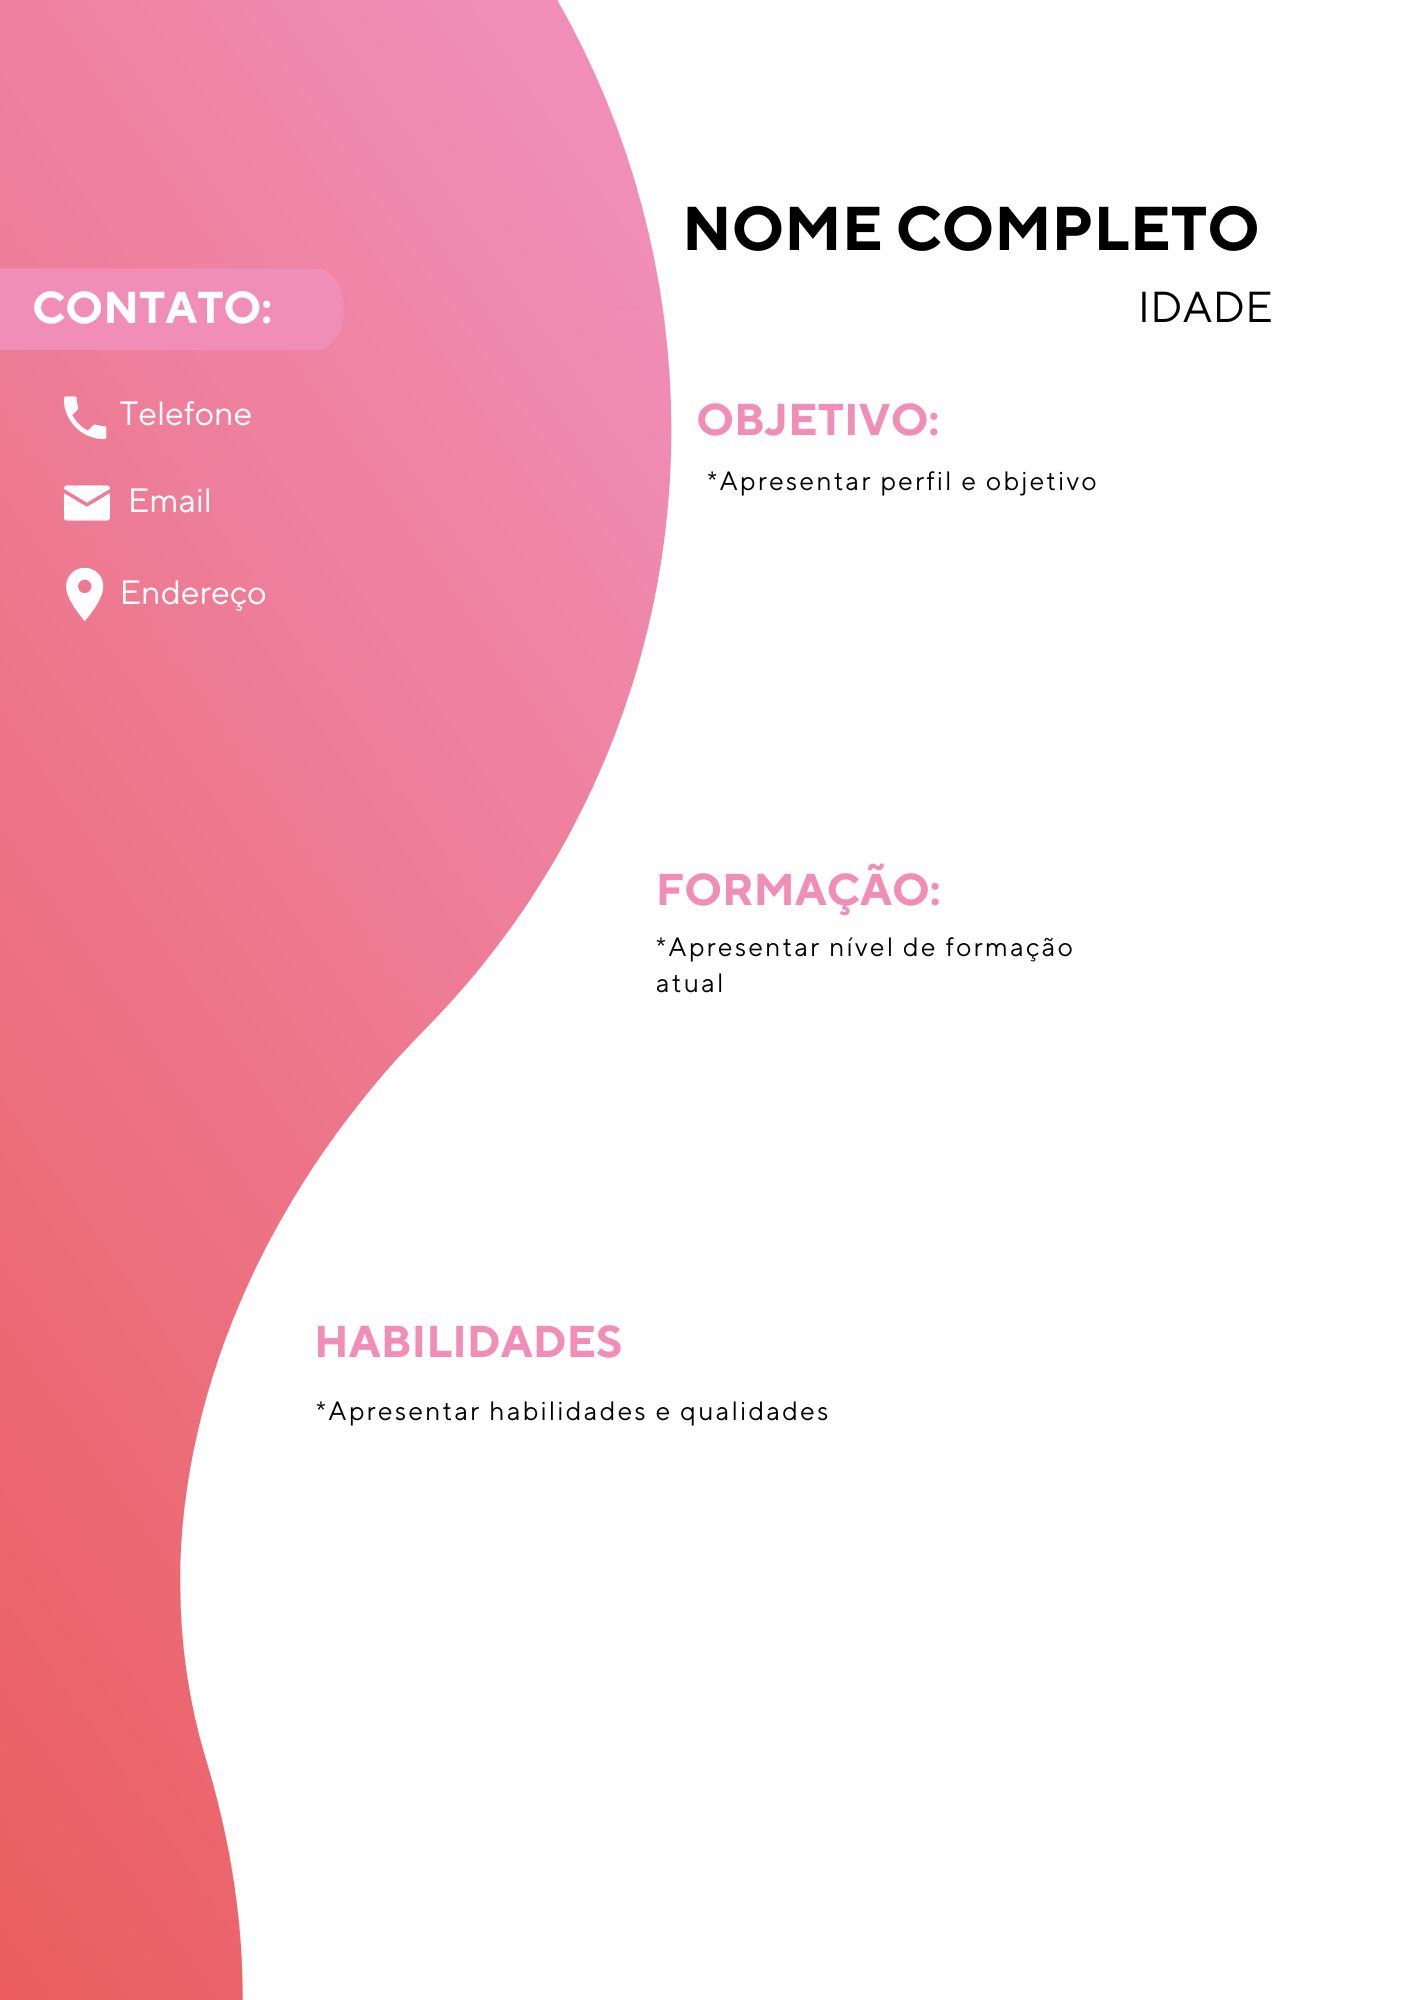 NOME COMPLETO
IDADE
CONTATO:
Telefone
Email
Endereço
OBJETIVO:
*Apresentar perfil e objetivo
FORMAÇÃO:
*Apresentar nível de formação
atual
HABILIDADES
*Apresentar habilidades e qualidades